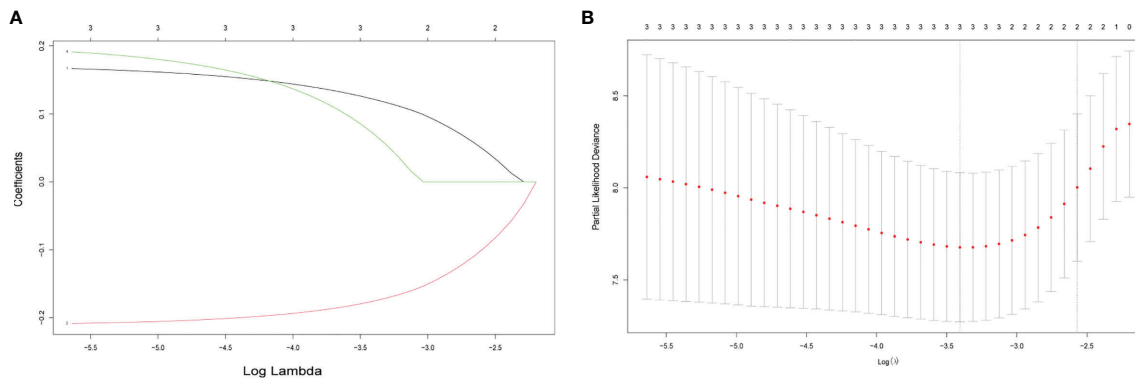 A
3 3 3 3 2 2
Coefficients
0.2
0.1
0.0
−0.1
−0.2
4
1
−5.5 −5.0 −4.5 −4.0 −3.5 −3.0 −2.5
Log Lambda
B
3 3 3 3 3 3 3 3 3 3 3 3 3 3 3 3 3 3 3 3 3 3 3 3 3 3 3 3 2 2 2 2 2 2 2 2 1 0
Partial Likelihood Deviance
8.5
8.0
7.5
−5.5 −5.0 −4.5 −4.0 −3.5 −3.0 −2.5
Log(λ)